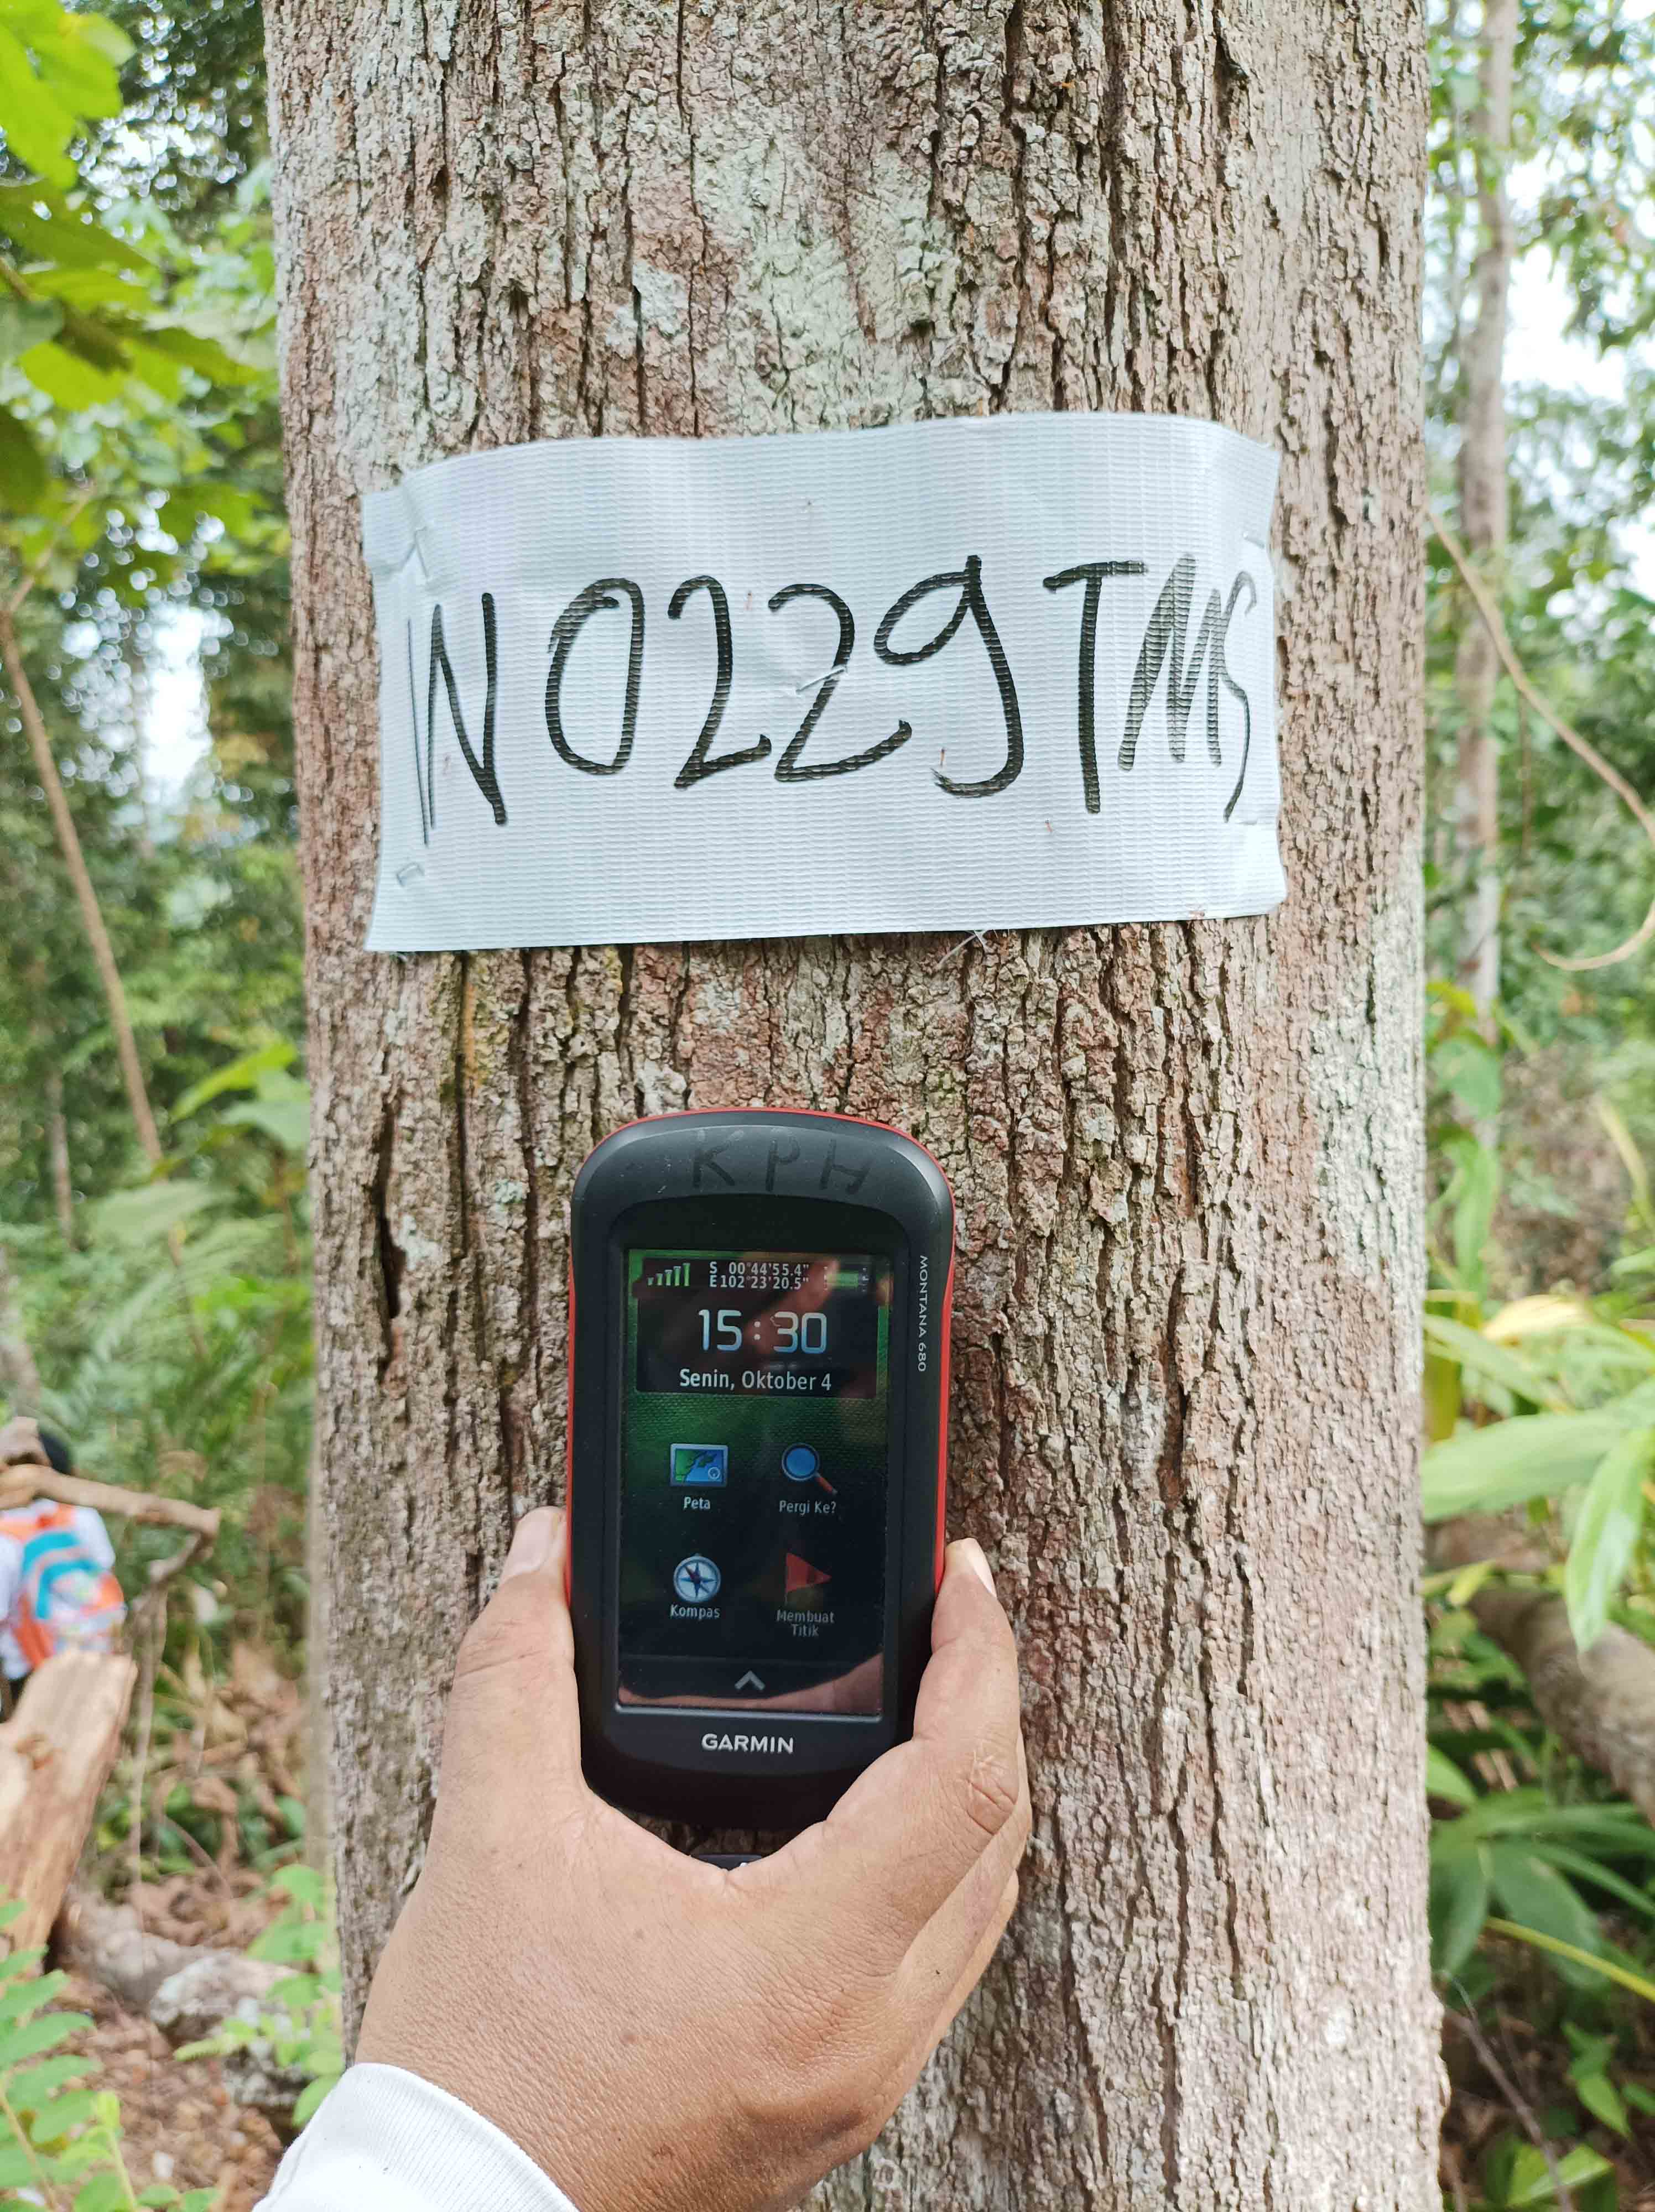 NO229TMS
KPH
S 00°44'55.4"
E102°23'20.5"
15:30
Senin, Oktober 4
MONTANA 680
Peta
Pergi Ke?
Kompas
Membuat
Titik
GARMIN